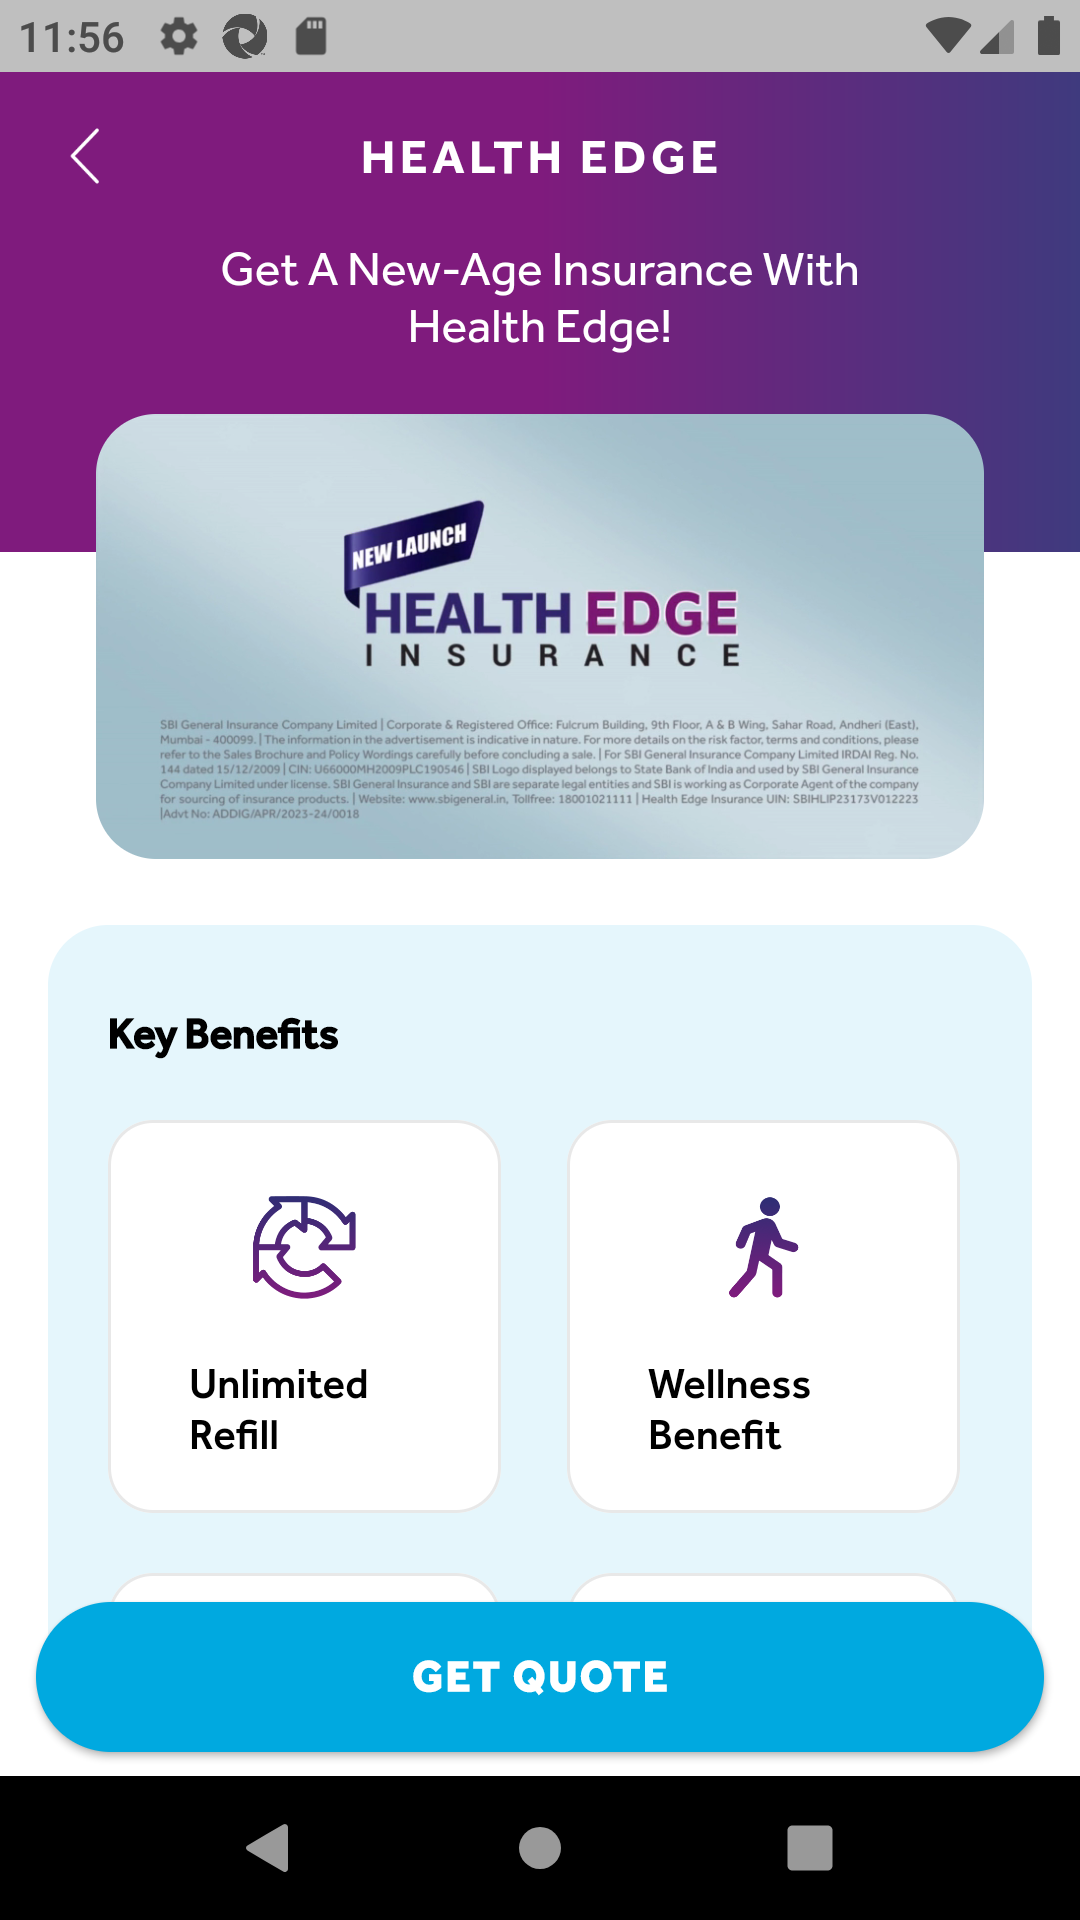 11:56
HEALTH EDGE
Get A New-Age Insurance With
Health Edge!
NEW LAUNCH
HEALTH EDGE
INSURANCE
SBI General Insurance Company Limited | Corporate & Registered Office: Fulcrum Building, 9th Floor, A & B Wing, Sahar Road, Andheri (East),
Mumbai - 400099. | The information in the advertisement is indicative in nature. For more details on the risk factor, terms and conditions, please
refer to the Sales Brochure and Policy Wordings carefully before concluding a sale. | For SBI General Insurance Company Limited IRDAI Reg. No.
144 dated 15/12/2009 | CIN: U66000MH2009PLC190546 | SBI Logo displayed belongs to State Bank of India and used by SBI General Insurance
Company Limited under license. SBI General Insurance and SBI are separate legal entities and SBI is working as Corporate Agent of the company
for sourcing of insurance products. | Website: www.sbigeneral.in, Tollfree: 18001021111 | Health Edge Insurance UIN: SBIHLIP23173V012223
|Advt No: ADDIG/APR/2023-24/0018
Key Benefits
Unlimited
Refill
Wellness
Benefit
GET QUOTE